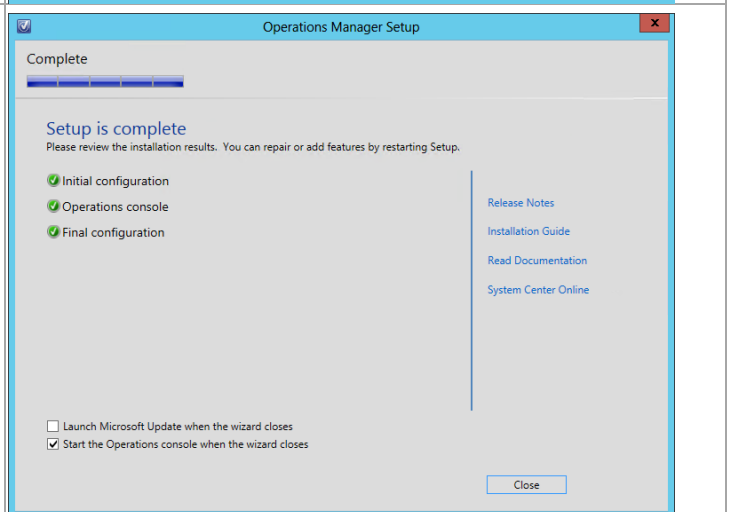 Operations Manager Setup
x
Complete
Setup is complete
Please review the installation results. You can repair or add features by restarting Setup.
Initial configuration
Operations console
Final configuration
Release Notes
Installation Guide
Read Documentation
System Center Online
Launch Microsoft Update when the wizard closes
Start the Operations console when the wizard closes
Close